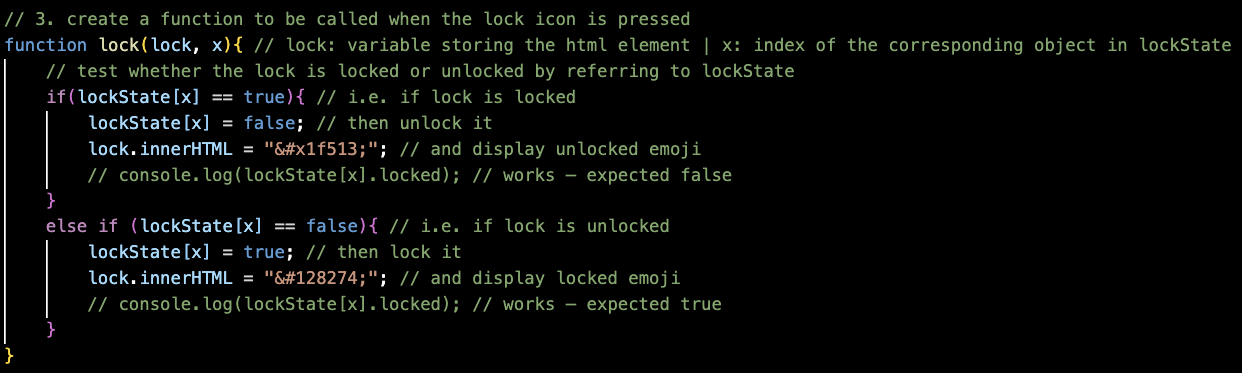 // 3. create a function to be called when the lock icon is pressed
function lock(lock, x){ // lock: variable storing the html element | x: index of the corresponding object in lockState
    // test whether the lock is locked or unlocked by referring to lockState
    if(lockState[x] == true){ // i.e. if lock is locked
        lockState[x] = false; // then unlock it
        lock.innerHTML = "&#x1f513;"; // and display unlocked emoji
        // console.log(lockState[x].locked); // works – expected false
    }
    else if (lockState[x] == false){ // i.e. if lock is unlocked
        lockState[x] = true; // then lock it
        lock.innerHTML = "&#128274;"; // and display locked emoji
        // console.log(lockState[x].locked); // works – expected true
    }
}